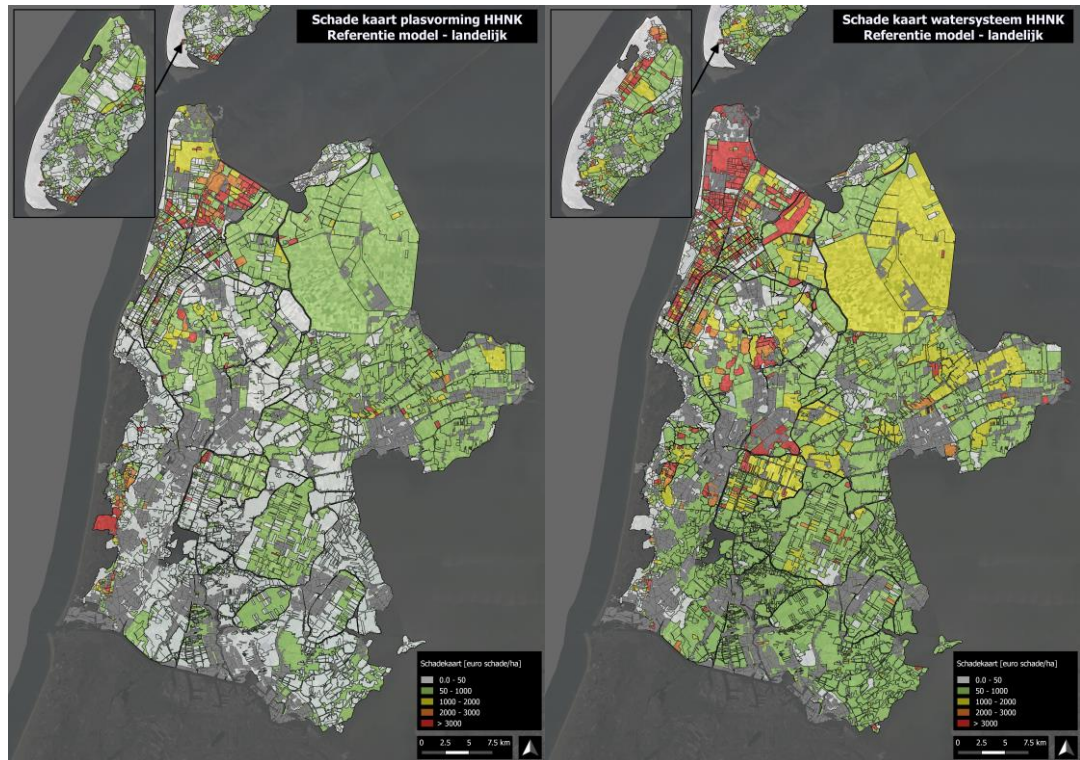 Schade kaart plasvorming HHNK
Referentie model - landelijk
Schadekaart [euro schade/ha]
0.0 - 50
50 - 1000
1000 - 2000
2000 - 3000
> 3000
0 2.5 5 7.5 km
Schade kaart watersysteem HHNK
Referentie model - landelijk
Schadekaart [euro schade/ha]
0.0 - 50
50 - 1000
1000 - 2000
2000 - 3000
> 3000
0 2.5 5 7.5 km